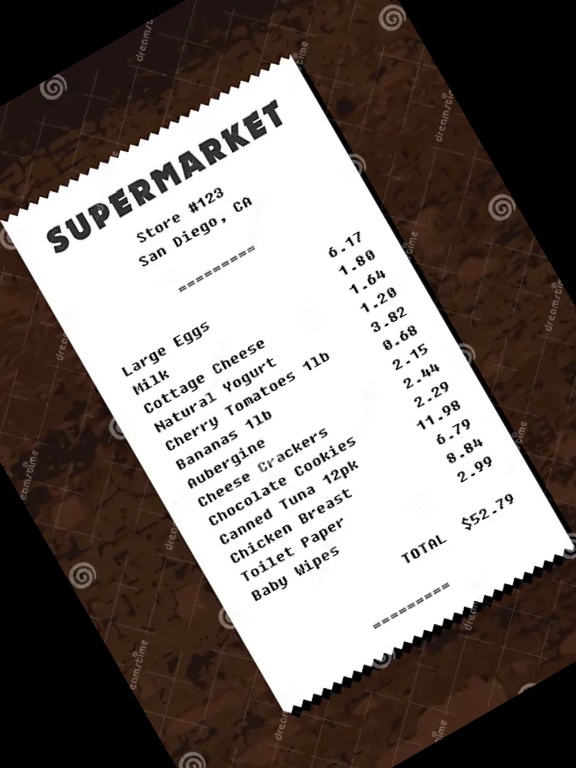 SUPERMARKET
Store #123
San Diego, CA
=========
Large Eggs 6.17
Milk 1.80
Cottage Cheese 1.64
Natural Yogurt 1.20
Cherry Tomatoes 1lb 3.82
Bananas 1lb 0.68
Aubergine 2.15
Cheese Crackers 2.44
Chocolate Cookies 2.29
Canned Tuna 12pk 11.98
Chicken Breast 6.79
Toilet Paper 8.84
Baby Wipes 2.99
TOTAL $52.79
=========